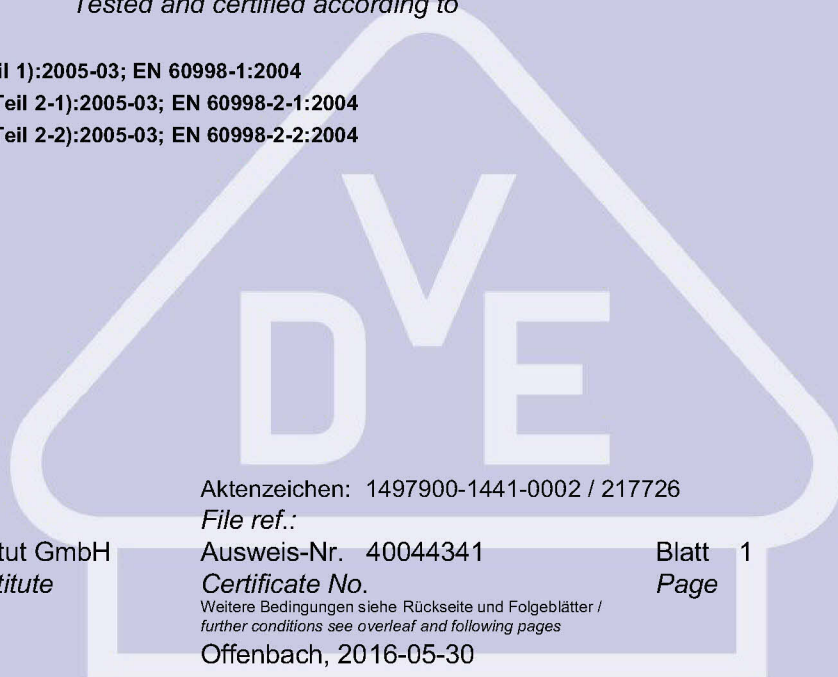 Tested and certified according to
il 1):2005-03; EN 60998-1:2004
Teil 2-1):2005-03; EN 60998-2-1:2004
Teil 2-2):2005-03; EN 60998-2-2:2004
VDE
Aktenzeichen: 1497900-1441-0002 / 217726
File ref.:
tut GmbH Ausweis-Nr. 40044341 Blatt 1
titute Certificate No. Page
Weitere Bedingungen siehe Rückseite und Folgeblätter /
further conditions see overleaf and following pages
Offenbach, 2016-05-30